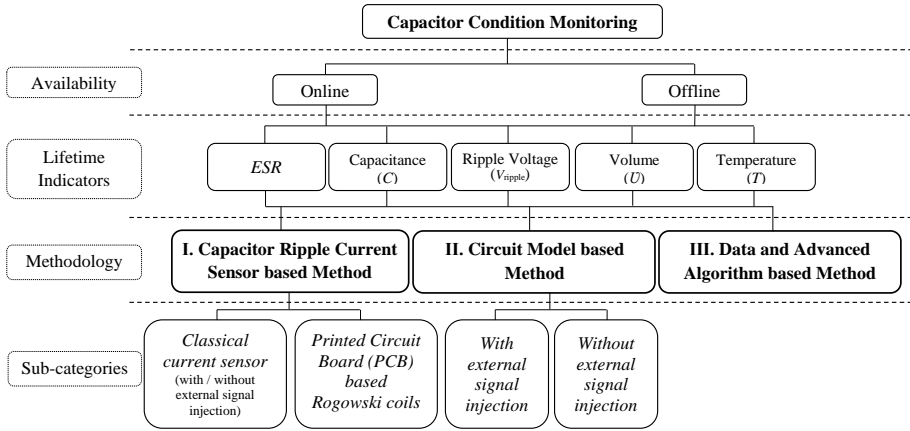 Capacitor Condition Monitoring
Availability
Online
Offline
Lifetime
Indicators
ESR
Capacitance
(C)
Ripple Voltage
(Vripple)
Volume
(U)
Temperature
(T)
Methodology
I. Capacitor Ripple Current
Sensor based Method
II. Circuit Model based
Method
III. Data and Advanced
Algorithm based Method
Sub-categories
Classical
current sensor
(with / without
external signal
injection)
Printed Circuit
Board (PCB)
based
Rogowski coils
With
external
signal
injection
Without
external
signal
injection